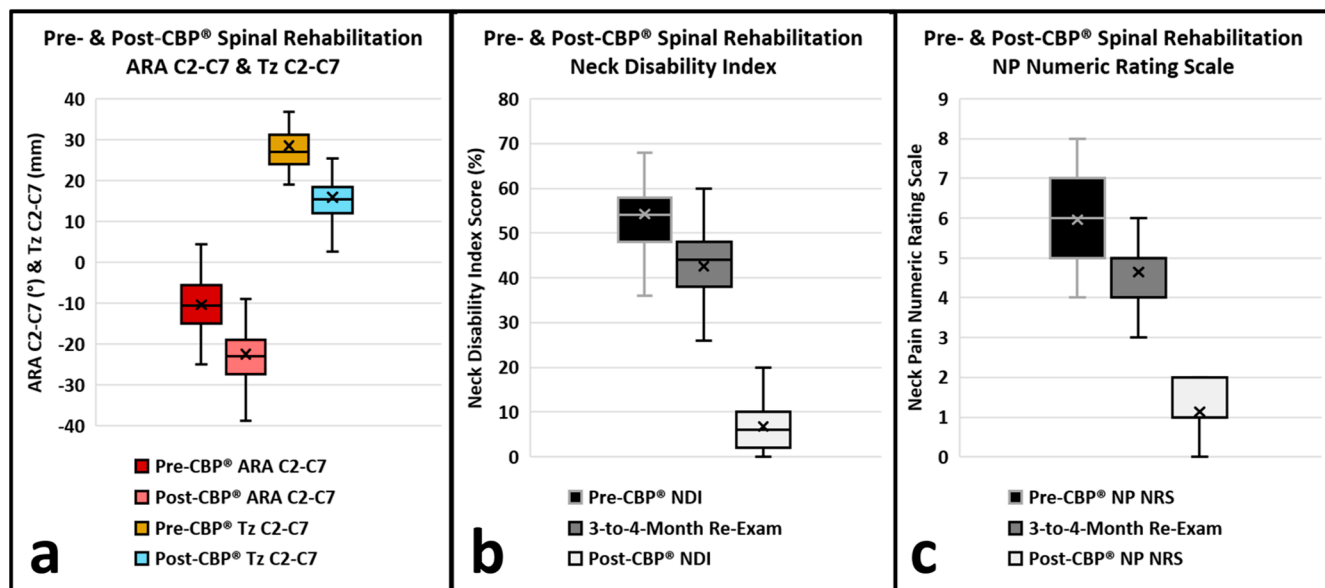 Pre- & Post-CBP® Spinal Rehabilitation
ARA C2-C7 & Tz C2-C7
ARA C2-C7 (°) & Tz C2-C7 (mm)
40
30
20
10
0
-10
-20
-30
-40
Pre-CBP® ARA C2-C7
Post-CBP® ARA C2-C7
Pre-CBP® Tz C2-C7
Post-CBP® Tz C2-C7
a
Pre- & Post-CBP® Spinal Rehabilitation
Neck Disability Index
Neck Disability Index Score (%)
80
70
60
50
40
30
20
10
0
Pre-CBP® NDI
3-to-4-Month Re-Exam
Post-CBP® NDI
b
Pre- & Post-CBP® Spinal Rehabilitation
NP Numeric Rating Scale
Neck Pain Numeric Rating Scale
9
8
7
6
5
4
3
2
1
0
Pre-CBP® NP NRS
3-to-4-Month Re-Exam
Post-CBP® NP NRS
c